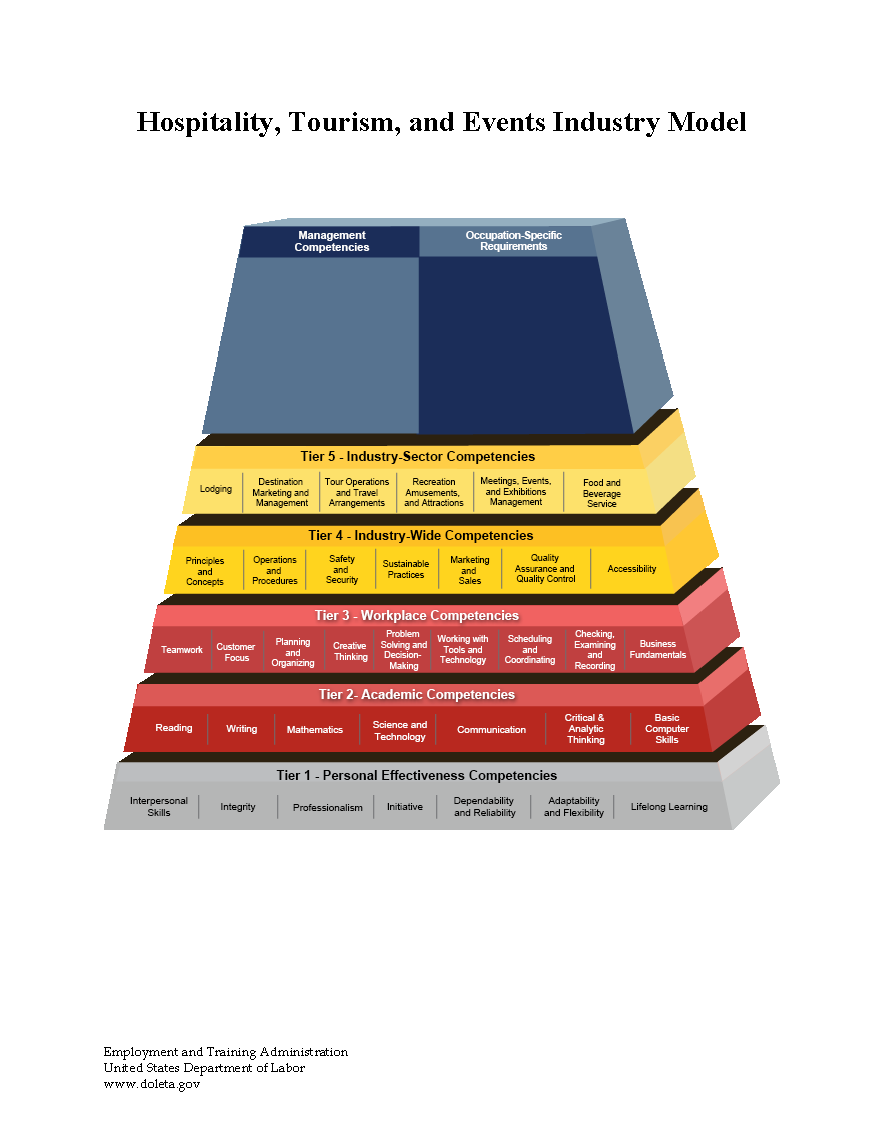 Hospitality, Tourism, and Events Industry Model
Management
Competencies
Occupation-Specific
Requirements
Tier 5 - Industry-Sector Competencies
Lodging
Destination
Marketing and
Management
Tour Operations
and Travel
Arrangements
Recreation
Amusements,
and Attractions
Meetings, Events,
and Exhibitions
Management
Food and
Beverage
Service
Tier 4 - Industry-Wide Competencies
Principles
and
Concepts
Operations
and
Procedures
Safety
and
Security
Sustainable
Practices
Marketing
and
Sales
Quality
Assurance and
Quality Control
Accessibility
Tier 3 - Workplace Competencies
Teamwork
Customer
Focus
Planning
and
Organizing
Creative
Thinking
Problem
Solving and
Decision-
Making
Working with
Tools and
Technology
Scheduling
and
Coordinating
Checking,
Examining
and
Recording
Business
Fundamentals
Tier 2- Academic Competencies
Reading
Writing
Mathematics
Science and
Technology
Communication
Critical &
Analytic
Thinking
Basic
Computer
Skills
Tier 1 - Personal Effectiveness Competencies
Interpersonal
Skills
Integrity
Professionalism
Initiative
Dependability
and Reliability
Adaptability
and Flexibility
Lifelong Learning
Employment and Training Administration
United States Department of Labor
www.doleta.gov